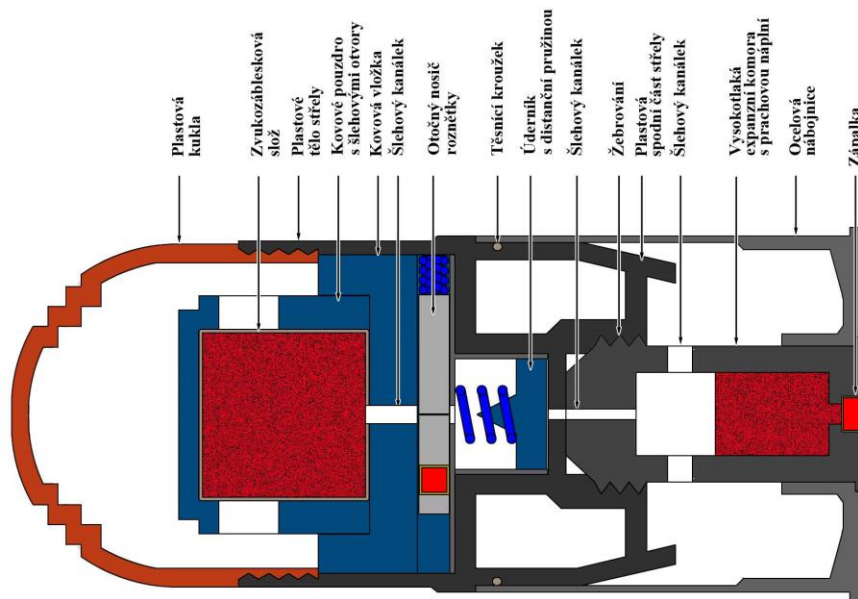 Plastová
kukla
Zvukozáblesková
slož
Plastové
tělo střely
Kovové pouzdro
s šlehovými otvory
Kovová vložka
Šlehový kanálek
Otočný nosič
roznětky
Těsnící kroužek
Úderník
s distanční pružinou
Šlehový kanálek
Žebrování
Plastová
spodní část střely
Šlehový kanálek
Vysokotlaká
expanzní komora
s prachovou náplní
Ocelová
nábojnice
Zápalka